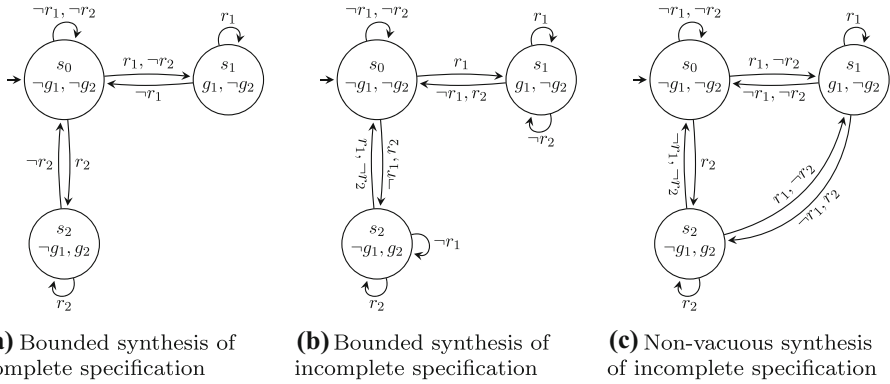 ¬r₁, ¬r₂
s₀
¬g₁, ¬g₂
r₁, ¬r₂
¬r₁
r₁
s₁
g₁, ¬g₂
¬r₂
r₂
s₂
¬g₁, g₂
r₂
¬r₁, ¬r₂
s₀
¬g₁, ¬g₂
r₁
¬r₁, r₂
r₁
s₁
g₁, ¬g₂
¬r₂
r₁, ¬r₂
¬r₁, r₂
s₂
¬g₁, g₂
¬r₁
r₂
¬r₁, ¬r₂
s₀
¬g₁, ¬g₂
r₁, ¬r₂
¬r₁, ¬r₂
r₁
s₁
g₁, ¬g₂
¬r₁, ¬r₂
r₂
r₁, ¬r₂
¬r₁, r₂
s₂
¬g₁, g₂
r₂
a) Bounded synthesis of
omplete specification
(b) Bounded synthesis of
incomplete specification
(c) Non-vacuous synthesis
of incomplete specification